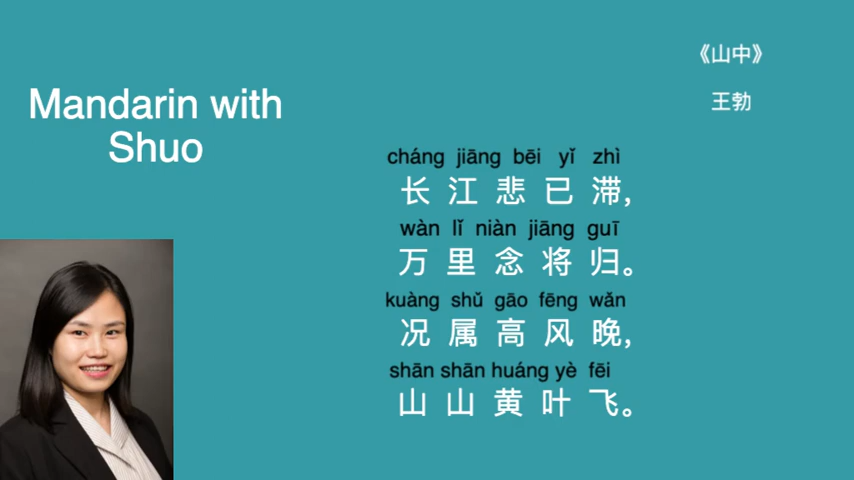 Mandarin with
Shuo
《山中》
王勃
cháng jiāng bēi yǐ zhì
长江悲已滞,
wàn lǐ niàn jiāng guī
万里念将归。
kuàng shǔ gāo fēng wǎn
况属高风晚,
shān shān huáng yè fēi
山山黄叶飞。